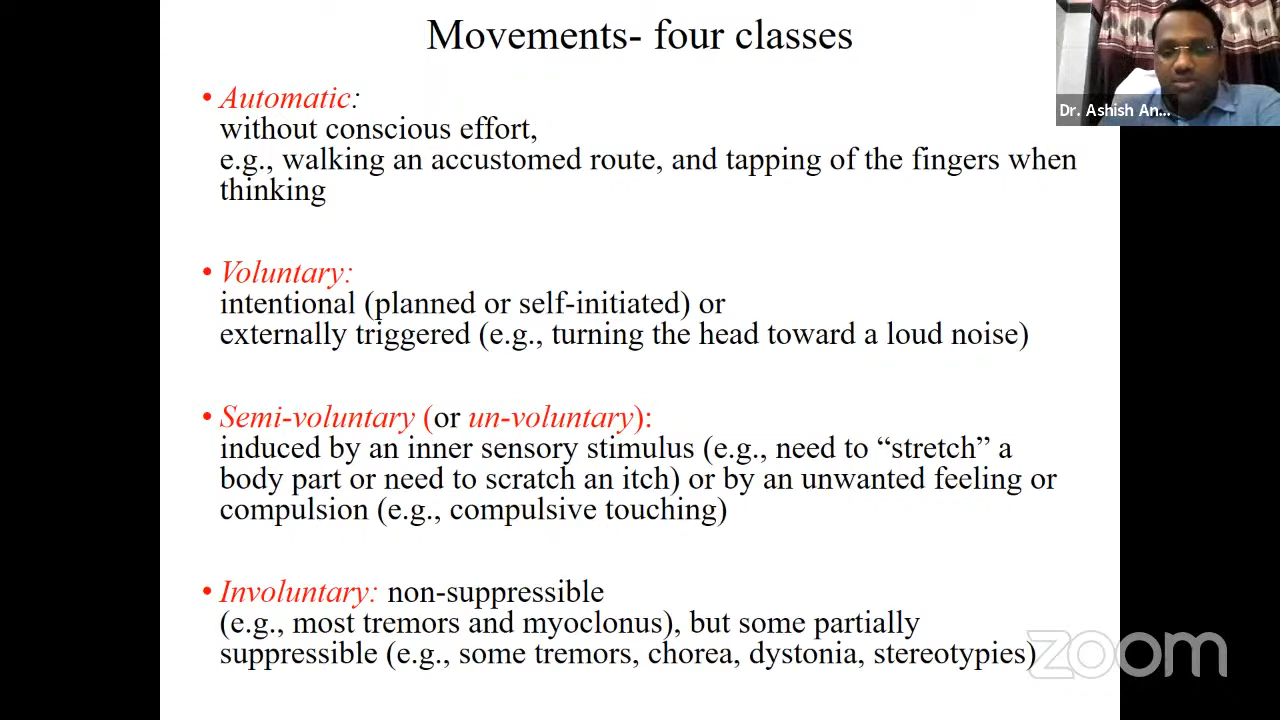 Movements- four classes
Dr. Ashish An...
• Automatic:
without conscious effort,
e.g., walking an accustomed route, and tapping of the fingers when
thinking
• Voluntary:
intentional (planned or self-initiated) or
externally triggered (e.g., turning the head toward a loud noise)
• Semi-voluntary (or un-voluntary):
induced by an inner sensory stimulus (e.g., need to “stretch” a
body part or need to scratch an itch) or by an unwanted feeling or
compulsion (e.g., compulsive touching)
• Involuntary: non-suppressible
(e.g., most tremors and myoclonus), but some partially
suppressible (e.g., some tremors, chorea, dystonia, stereotypies)
zoom